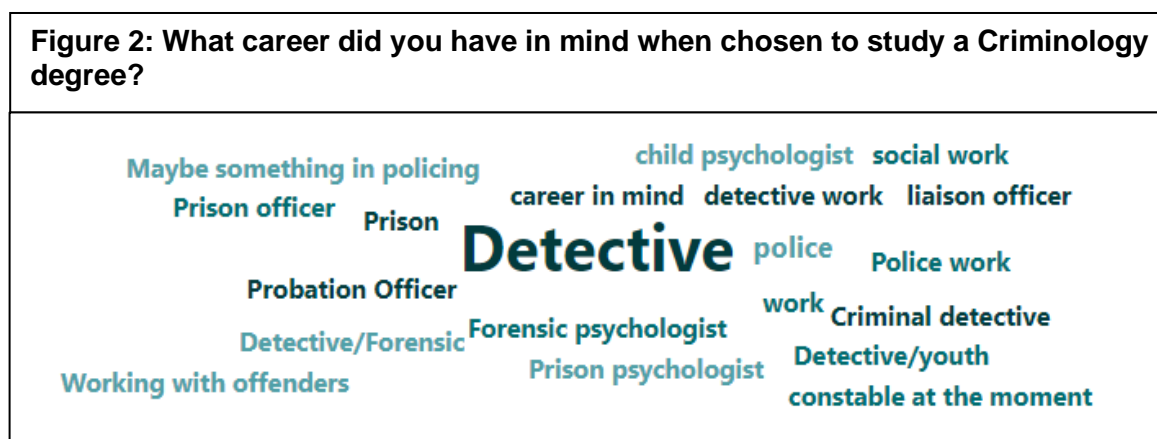 Figure 2: What career did you have in mind when chosen to study a Criminology
degree?
child psychologist social work
Maybe something in policing
career in mind detective work liaison officer
Prison officer
Prison
Detective police
Police work
Probation Officer
work
Criminal detective
Forensic psychologist
Detective/Forensic
Detective/youth
Prison psychologist
Working with offenders
constable at the moment